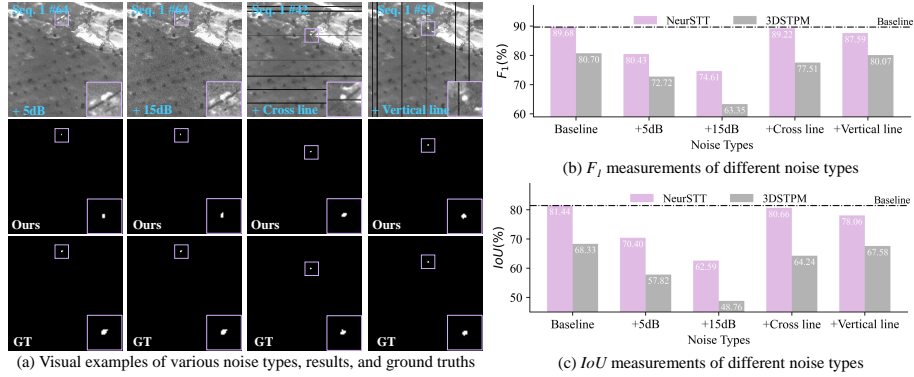 Seq. 1 #64
Seq. 1 #64
Seq. 1 #42
Seq. 1 #50
+ 5dB
+ 15dB
+ Cross line
+ Vertical line
Ours
Ours
Ours
Ours
GT
GT
GT
GT
(a) Visual examples of various noise types, results, and ground truths
NeurSTT
3DSTPM
Baseline
F1(%)
90
80
70
60
89.68
80.70
80.43
72.72
74.61
63.35
89.22
77.51
87.59
80.07
Baseline
+5dB
+15dB
+Cross line
+Vertical line
Noise Types
(b) F1 measurements of different noise types
NeurSTT
3DSTPM
Baseline
IoU(%)
80
70
60
50
81.44
68.33
70.40
57.82
62.59
48.76
80.66
64.24
78.06
67.58
Baseline
+5dB
+15dB
+Cross line
+Vertical line
Noise Types
(c) IoU measurements of different noise types